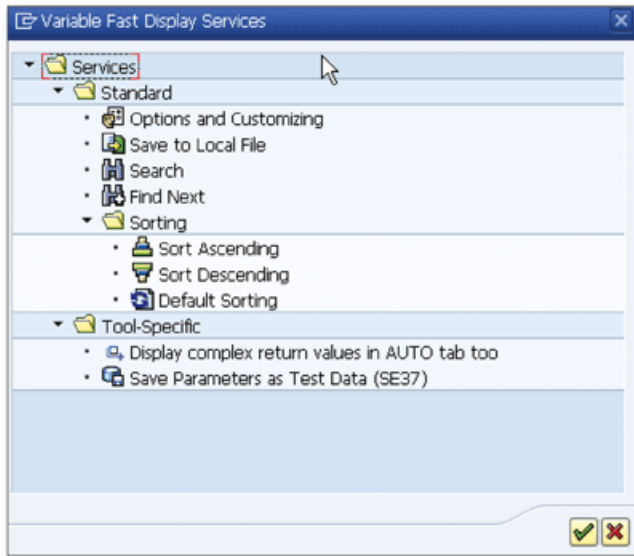 Variable Fast Display Services
Services
Standard
Options and Customizing
Save to Local File
Search
Find Next
Sorting
Sort Ascending
Sort Descending
Default Sorting
Tool-Specific
Display complex return values in AUTO tab too
Save Parameters as Test Data (SE37)